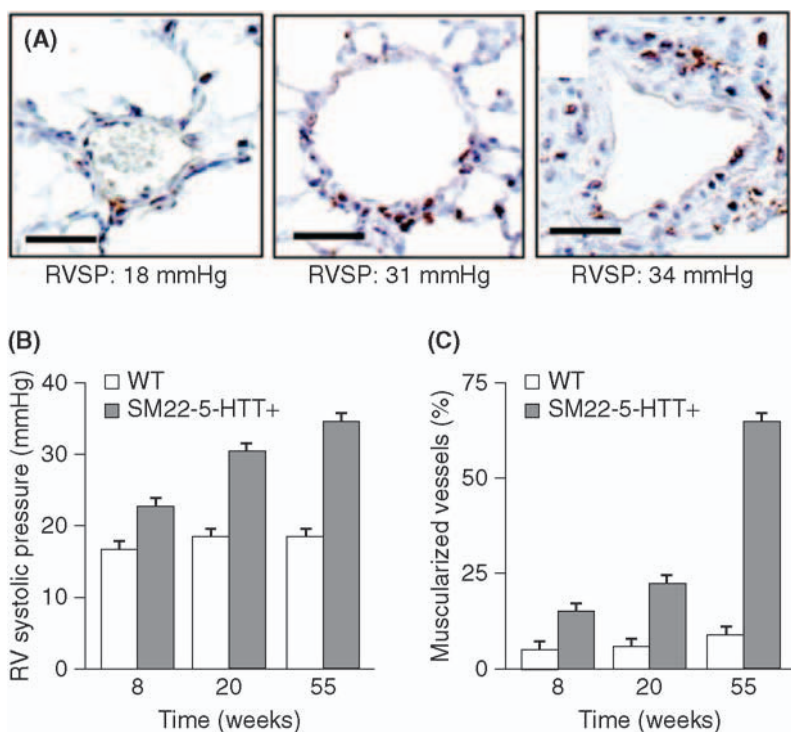 (A)
RVSP: 18 mmHg
RVSP: 31 mmHg
RVSP: 34 mmHg
(B)
WT
SM22-5-HTT+
RV systolic pressure (mmHg)
40
30
20
10
0
8 20 55
Time (weeks)
(C)
WT
SM22-5-HTT+
Muscularized vessels (%)
75
50
25
0
8 20 55
Time (weeks)